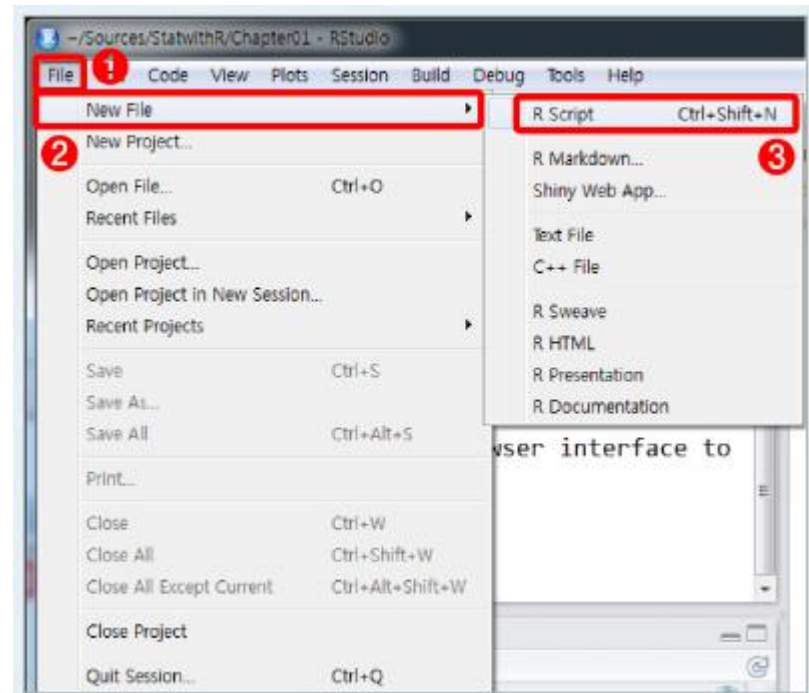 ~/Sources/StatwithR/Chapter01 - RStudio
File 1 Code View Plots Session Build Debug Tools Help
New File
2 New Project...
Open File... Ctrl+O
Recent Files
Open Project...
Open Project in New Session...
Recent Projects
Save Ctrl+S
Save As...
Save All Ctrl+Alt+S
Print...
Close Ctrl+W
Close All Ctrl+Shift+W
Close All Except Current Ctrl+Alt+Shift+W
Close Project
Quit Session... Ctrl+Q
R Script Ctrl+Shift+N
R Markdown... 3
Shiny Web App...
Text File
C++ File
R Sweave
R HTML
R Presentation
R Documentation
wser interface to